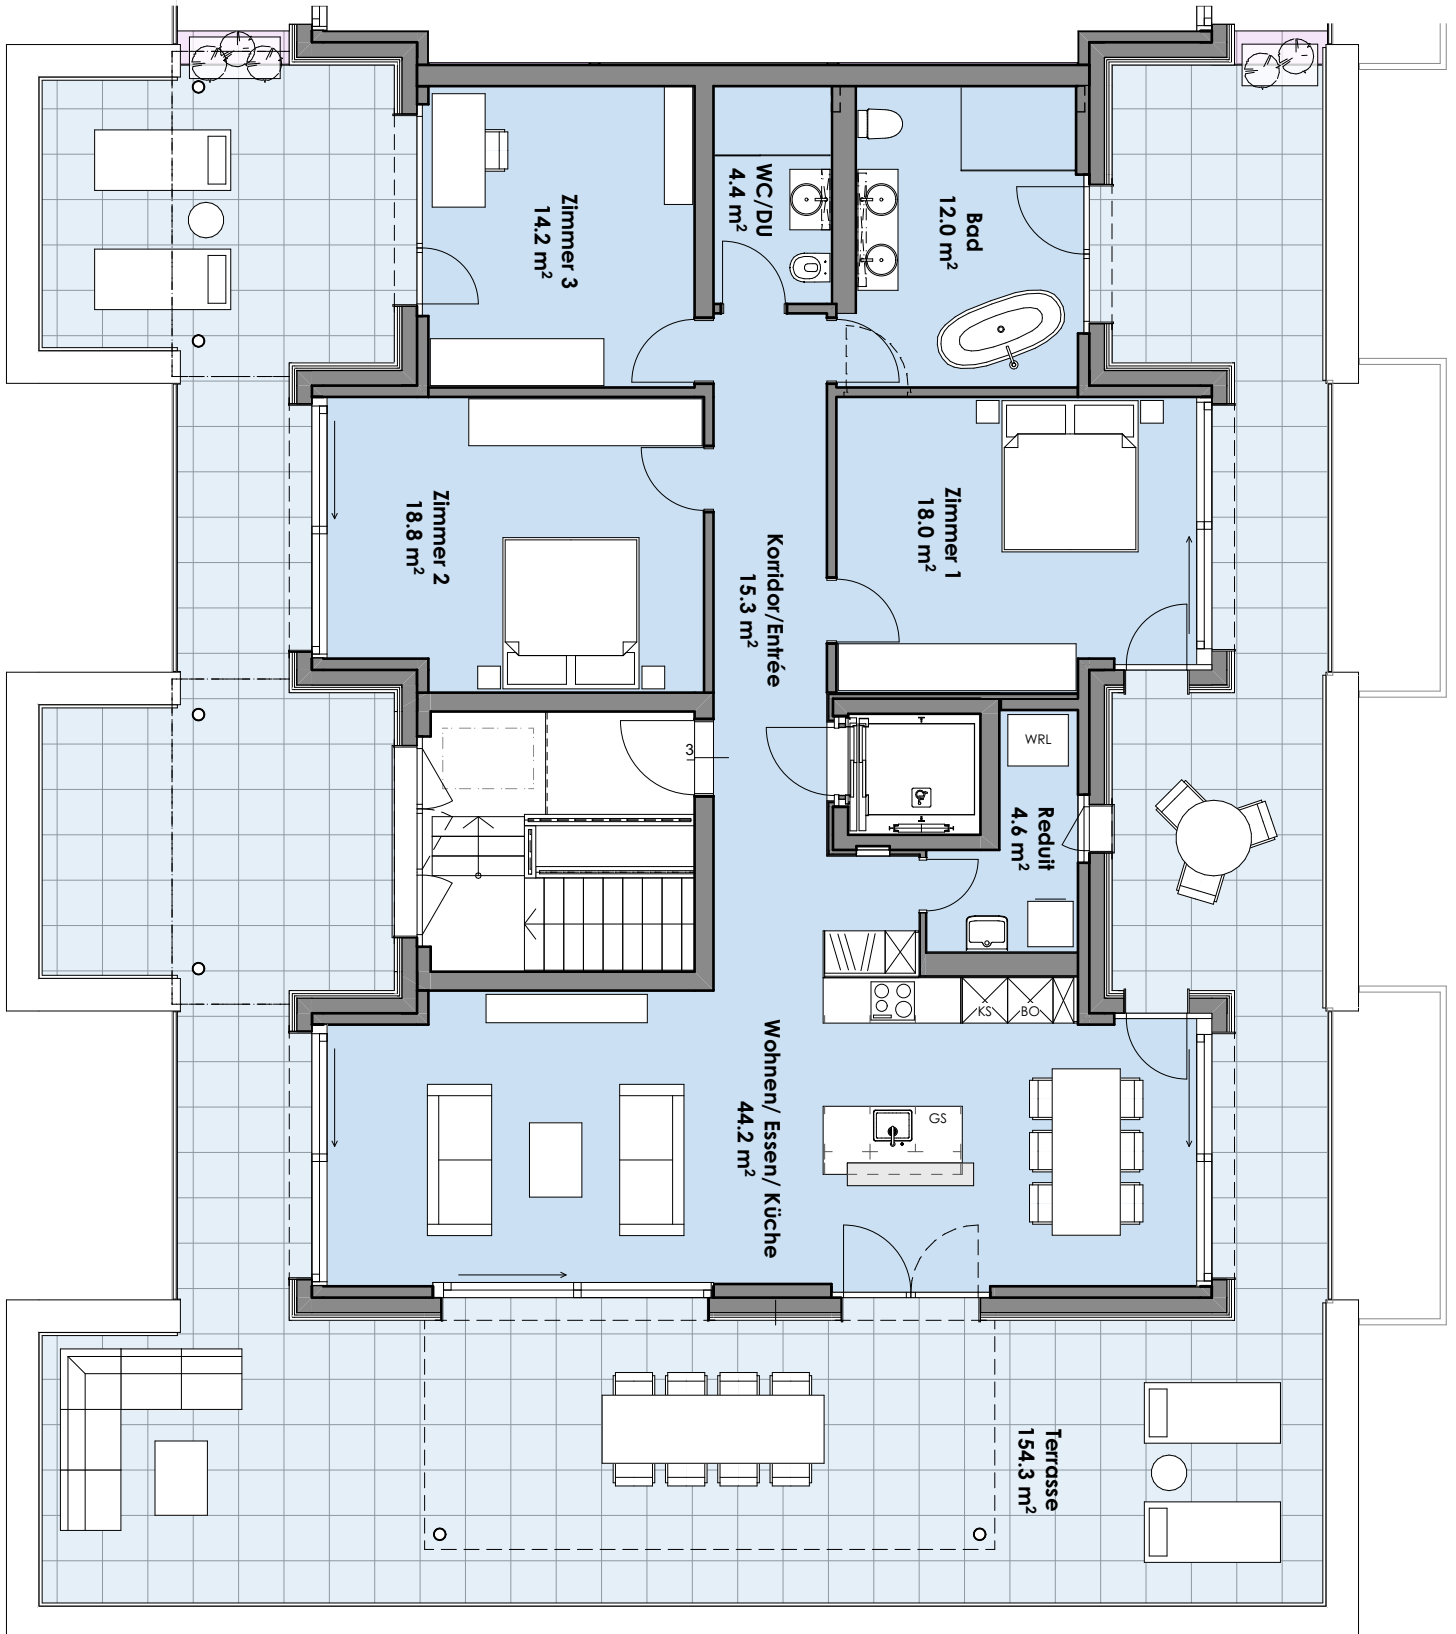 Zimmer 3
14.2 m²
WC/DU
4.4 m²
Bad
12.0 m²
Zimmer 2
18.8 m²
Korridor/Entrée
15.3 m²
Zimmer 1
18.0 m²
3
WRL
Reduit
4.6 m²
KS
BO
Wohnen/ Essen/ Küche
44.2 m²
GS
Terrasse
154.3 m²